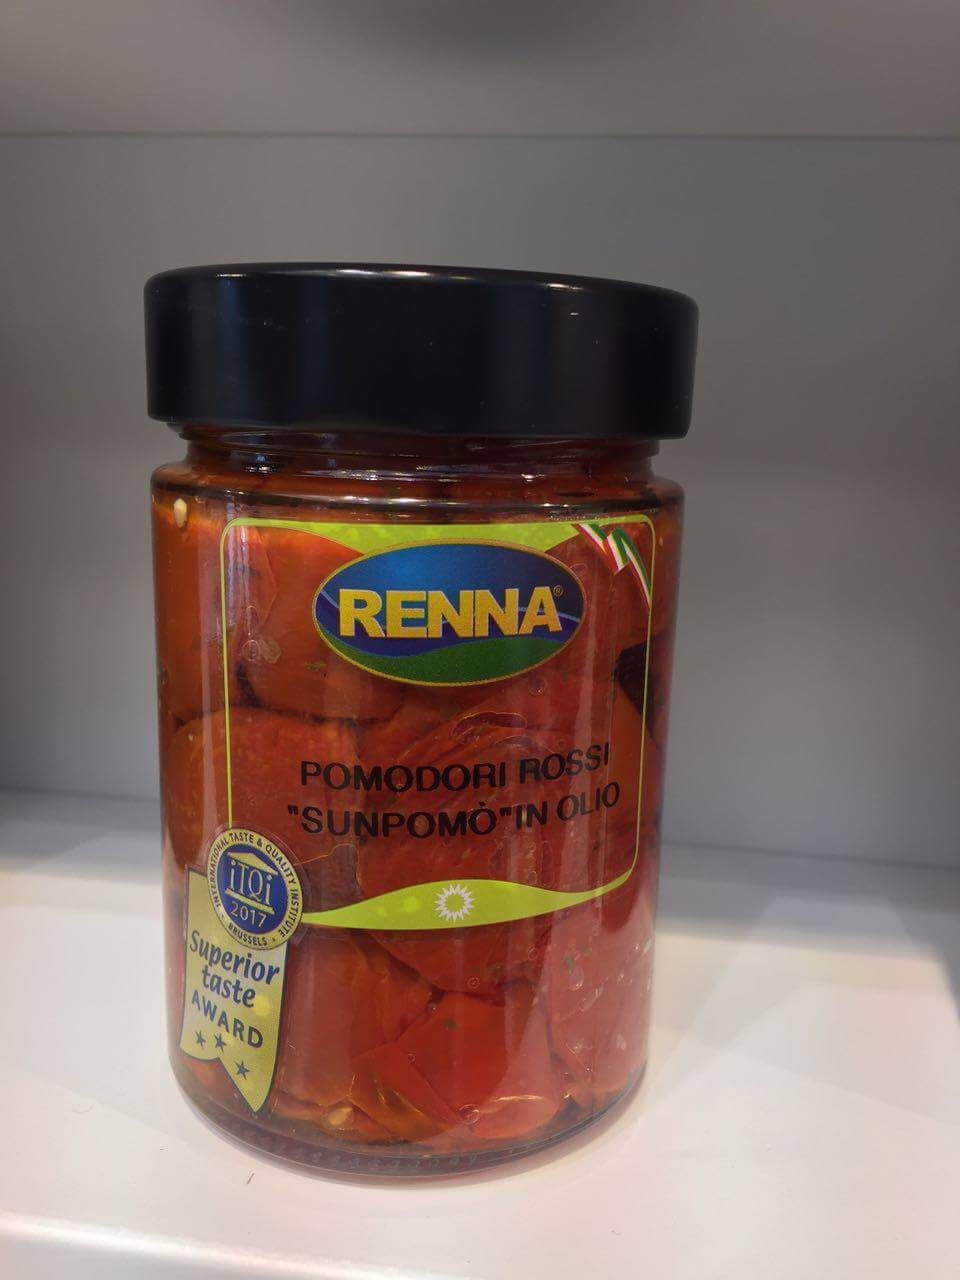 RENNA®
POMODORI ROSSI
"SUNPOMÒ"IN OLIO
INTERNATIONAL TASTE & QUALITY INSTITUTE
iTQi
2017
• BRUSSELS •
Superior
taste
AWARD